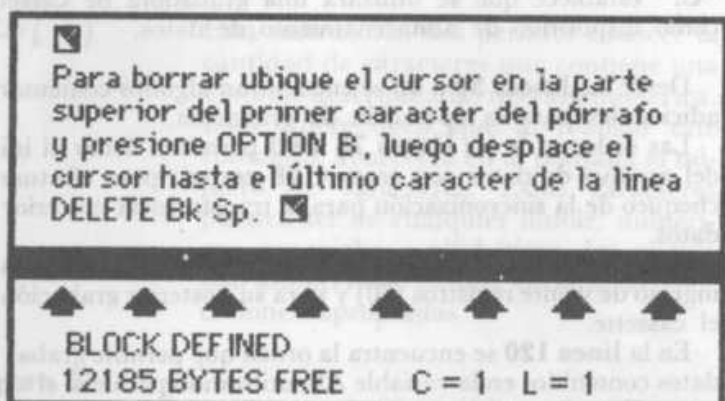 Para borrar ubique el cursor en la parte
superior del primer caracter del párrafo
y presione OPTION B, luego desplace el
cursor hasta el último caracter de la linea
DELETE Bk Sp.
BLOCK DEFINED
12185 BYTES FREE C = 1 L = 1